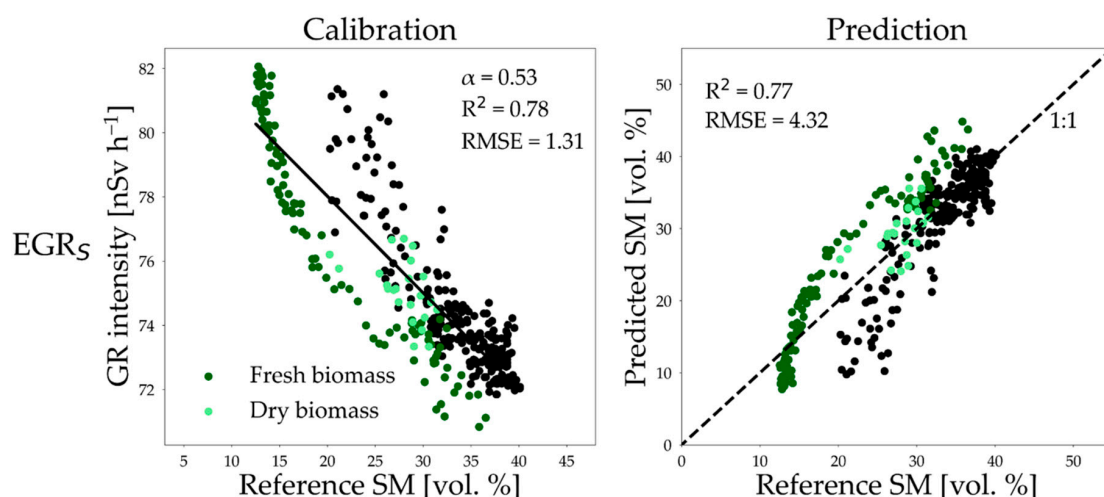 Calibration
GR intensity [nSv h⁻¹]
82
80
78
76
74
72
α = 0.53
R² = 0.78
RMSE = 1.31
EGRS
Fresh biomass
Dry biomass
5 10 15 20 25 30 35 40 45
Reference SM [vol. %]
Prediction
Predicted SM [vol. %]
50
40
30
20
10
0
R² = 0.77
RMSE = 4.32
1:1
0 10 20 30 40 50
Reference SM [vol. %]